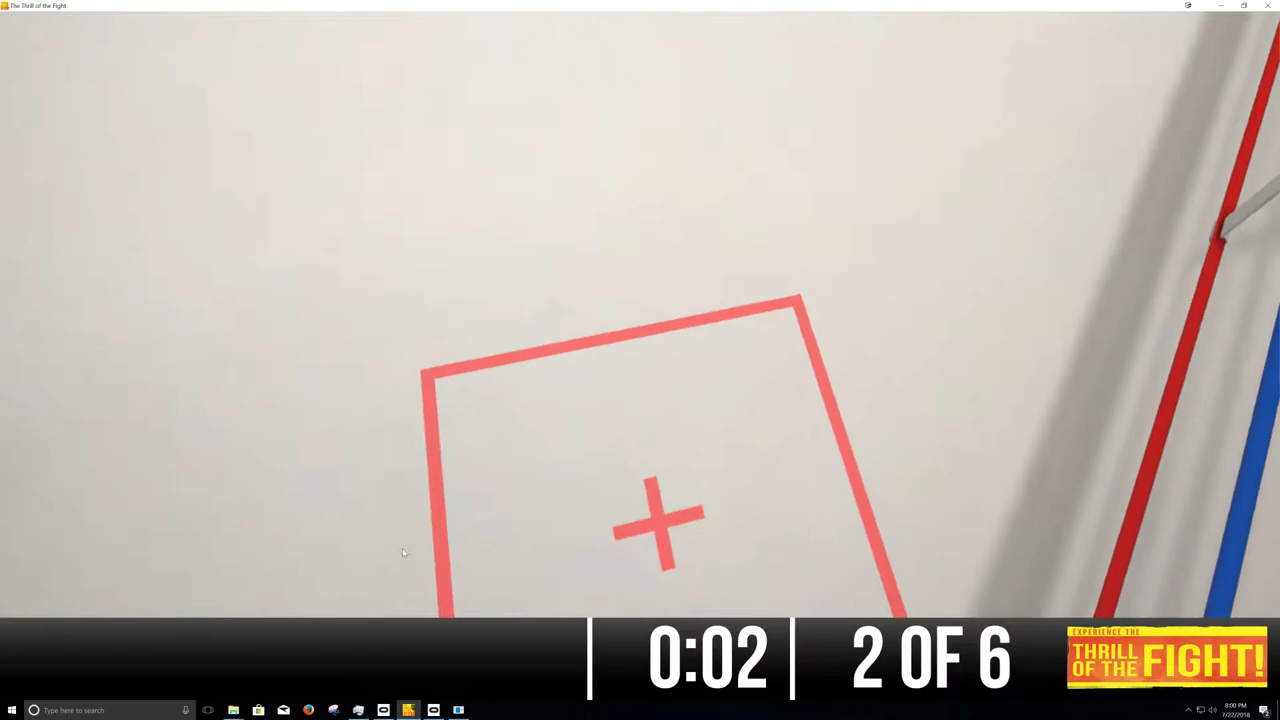 The Thrill of the Fight
0:02
2 OF 6
EXPERIENCE THE
THRILL
OF THE
FIGHT!
Type here to search
8:00 PM
7/22/2018